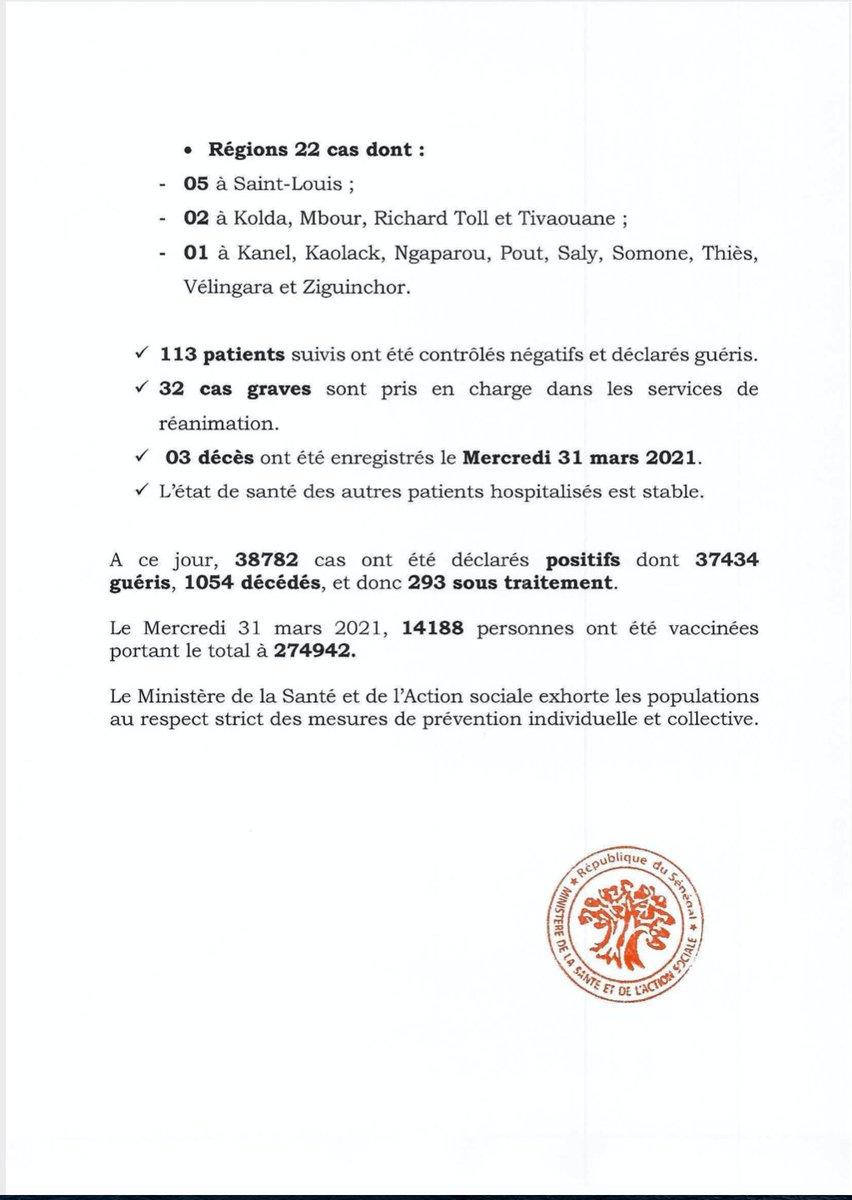 • Régions 22 cas dont :
- 05 à Saint-Louis ;
- 02 à Kolda, Mbour, Richard Toll et Tivaouane ;
- 01 à Kanel, Kaolack, Ngaparou, Pout, Saly, Somone, Thiès,
Vélingara et Ziguinchor.
✓ 113 patients suivis ont été contrôlés négatifs et déclarés guéris.
✓ 32 cas graves sont pris en charge dans les services de
réanimation.
✓ 03 décès ont été enregistrés le Mercredi 31 mars 2021.
✓ L'état de santé des autres patients hospitalisés est stable.
A ce jour, 38782 cas ont été déclarés positifs dont 37434
guéris, 1054 décédés, et donc 293 sous traitement.
Le Mercredi 31 mars 2021, 14188 personnes ont été vaccinées
portant le total à 274942.
Le Ministère de la Santé et de l'Action sociale exhorte les populations
au respect strict des mesures de prévention individuelle et collective.
★ République du Sénégal ★
MINISTERE DE LA SANTE ET DE L'ACTION SOCIALE